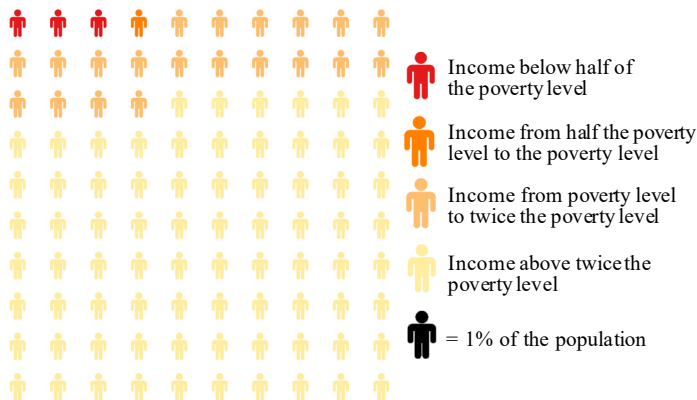 Income below half of
the poverty level
Income from half the poverty
level to the poverty level
Income from poverty level
to twice the poverty level
Income above twice the
poverty level
= 1% of the population